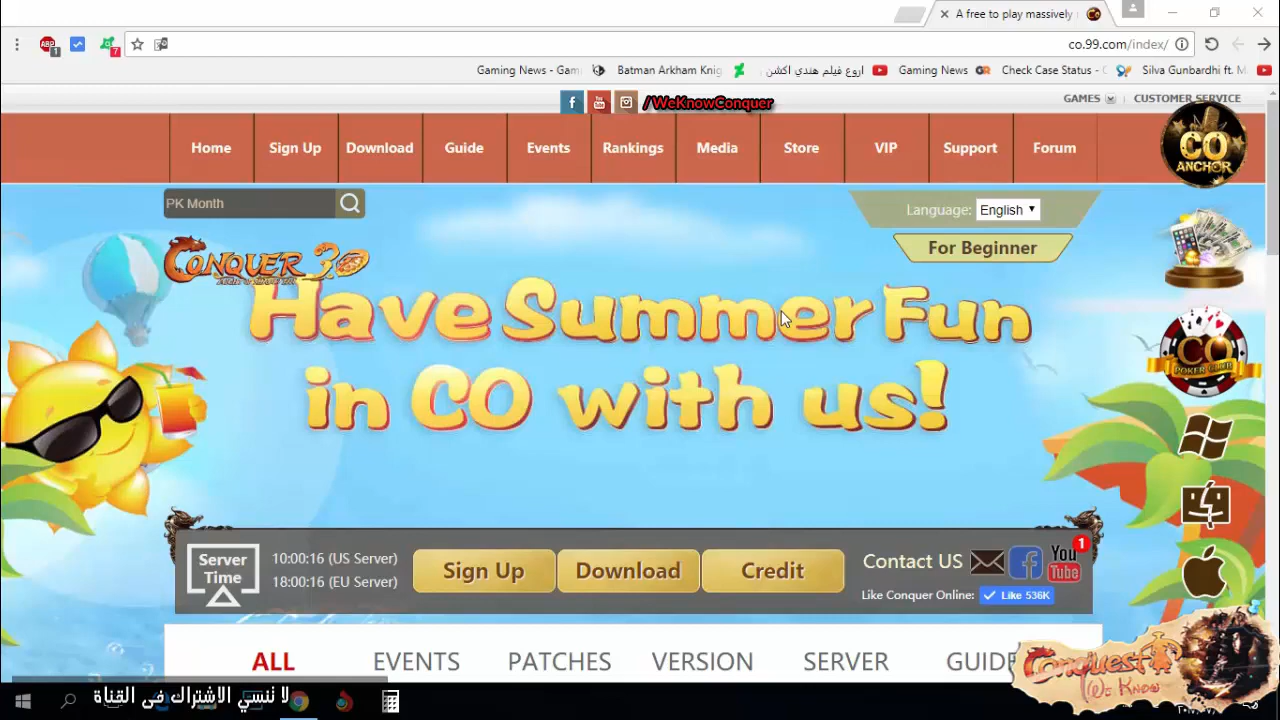 A free to play massively
co.99.com/index/
Gaming News - Gam
Batman Arkham Knig
اروع فيلم هندي اكشن
Gaming News
Check Case Status - C
Silva Gunbardhi ft. M
/WeKnowConquer
GAMES
CUSTOMER SERVICE
Home
Sign Up
Download
Guide
Events
Rankings
Media
Store
VIP
Support
Forum
CO
ANCHOR
PK Month
Language:
English
For Beginner
CONQUER 3.0
Have Summer Fun
in CO with us!
CO
POKER CLUB
Server
Time
10:00:16 (US Server)
18:00:16 (EU Server)
Sign Up
Download
Credit
Contact US
You
Tube
1
Like Conquer Online:
Like 536K
ALL
EVENTS
PATCHES
VERSION
SERVER
GUIDE
Conquest
We Know
لا ننسي الاشتراك فى القناة